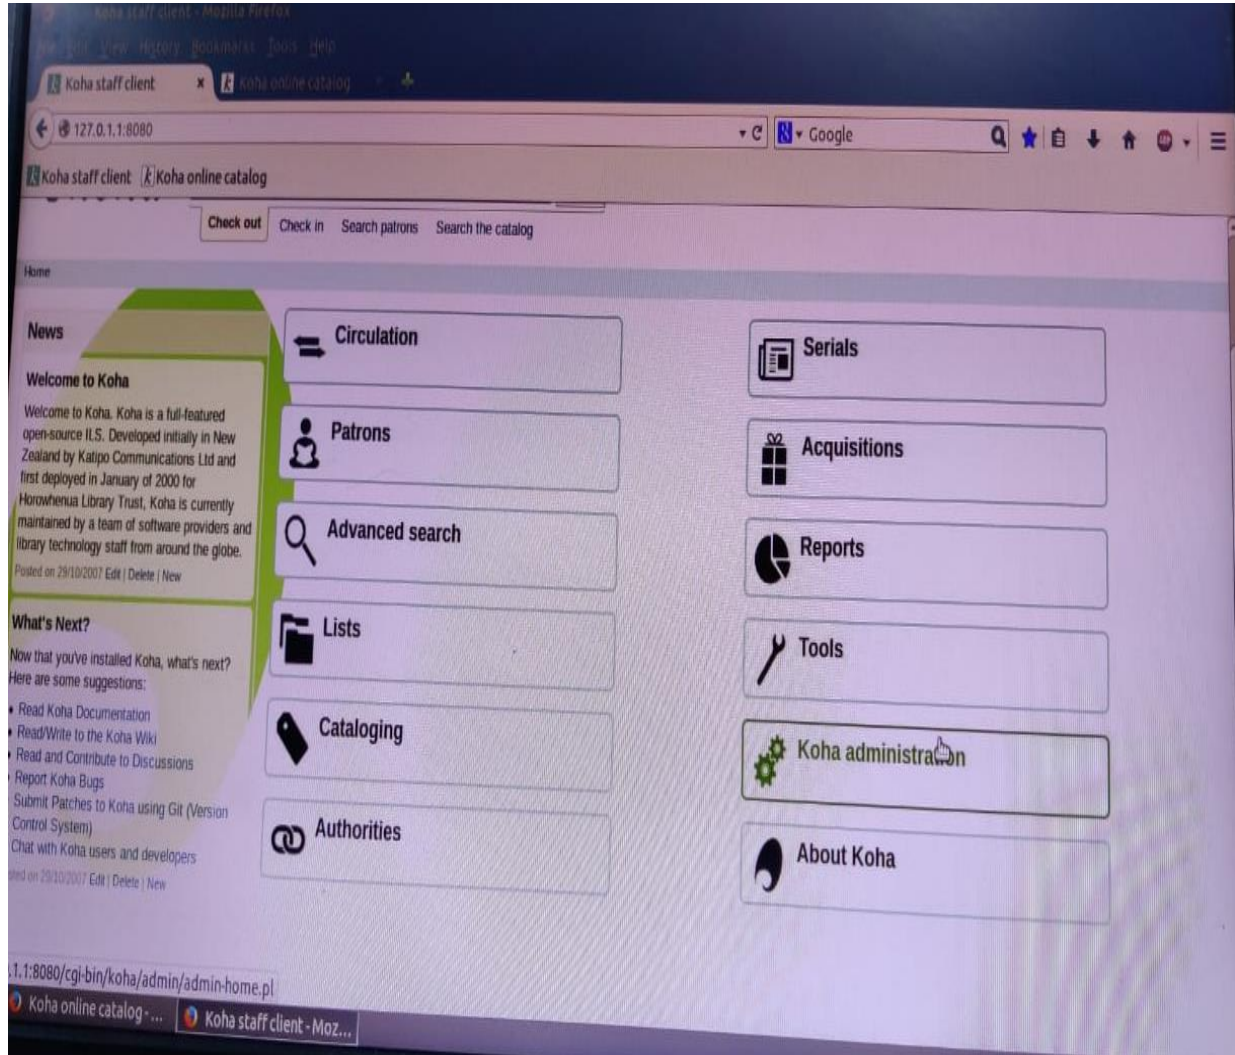 Koha staff client - Mozilla Firefox
File Edit View History Bookmarks Tools Help
Koha staff client × Koha online catalog
127.0.1.1:8080
Google
Koha staff client Koha online catalog
Check out Check in Search patrons Search the catalog
Home
News
Welcome to Koha
Welcome to Koha. Koha is a full-featured
open-source ILS. Developed initially in New
Zealand by Katipo Communications Ltd and
first deployed in January of 2000 for
Horowhenua Library Trust, Koha is currently
maintained by a team of software providers and
library technology staff from around the globe.
Posted on 29/10/2007 Edit | Delete | New
What's Next?
Now that you've installed Koha, what's next?
Here are some suggestions:
• Read Koha Documentation
• Read/Write to the Koha Wiki
• Read and Contribute to Discussions
Report Koha Bugs
Submit Patches to Koha using Git (Version
Control System)
Chat with Koha users and developers
Posted on 29/10/2007 Edit | Delete | New
Circulation
Patrons
Advanced search
Lists
Cataloging
Authorities
Serials
Acquisitions
Reports
Tools
Koha administration
About Koha
.1.1:8080/cgi-bin/koha/admin/admin-home.pl
Koha online catalog - ... Koha staff client - Moz...